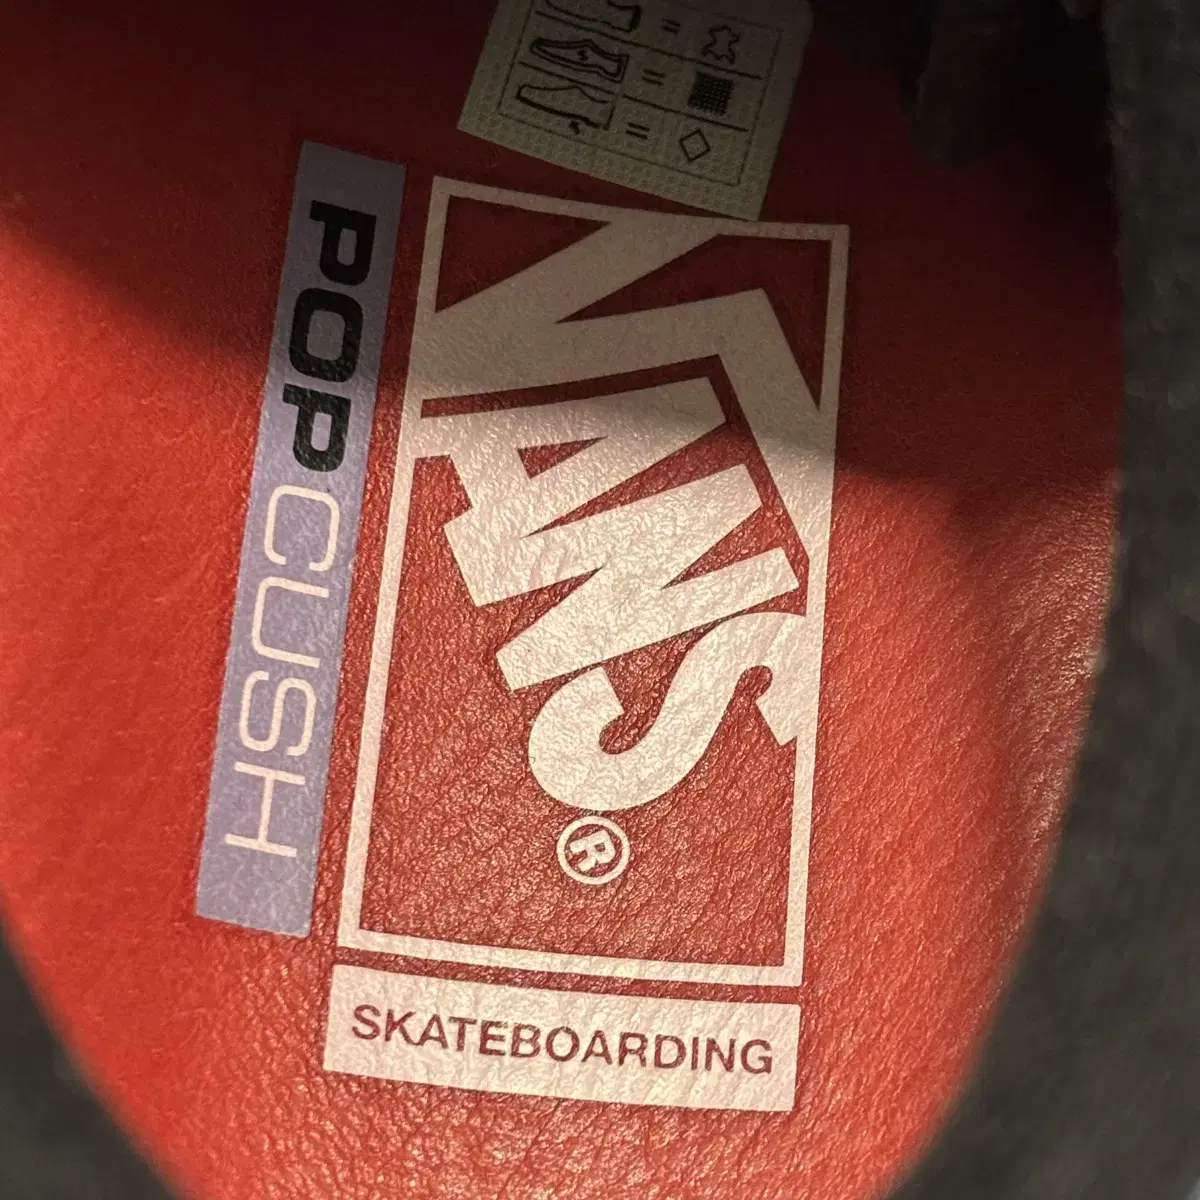 POPCUSH
VANS
®
SKATEBOARDING